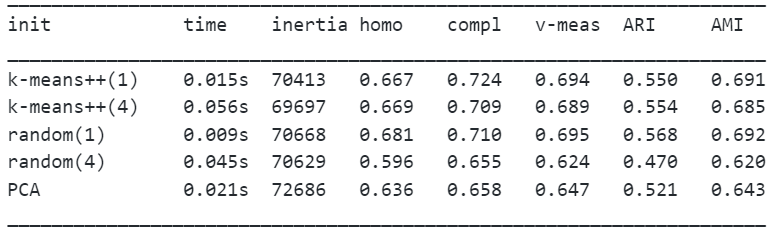 init time inertia homo compl v-meas ARI AMI
k-means++(1) 0.015s 70413 0.667 0.724 0.694 0.550 0.691
k-means++(4) 0.056s 69697 0.669 0.709 0.689 0.554 0.685
random(1) 0.009s 70668 0.681 0.710 0.695 0.568 0.692
random(4) 0.045s 70629 0.596 0.655 0.624 0.470 0.620
PCA 0.021s 72686 0.636 0.658 0.647 0.521 0.643